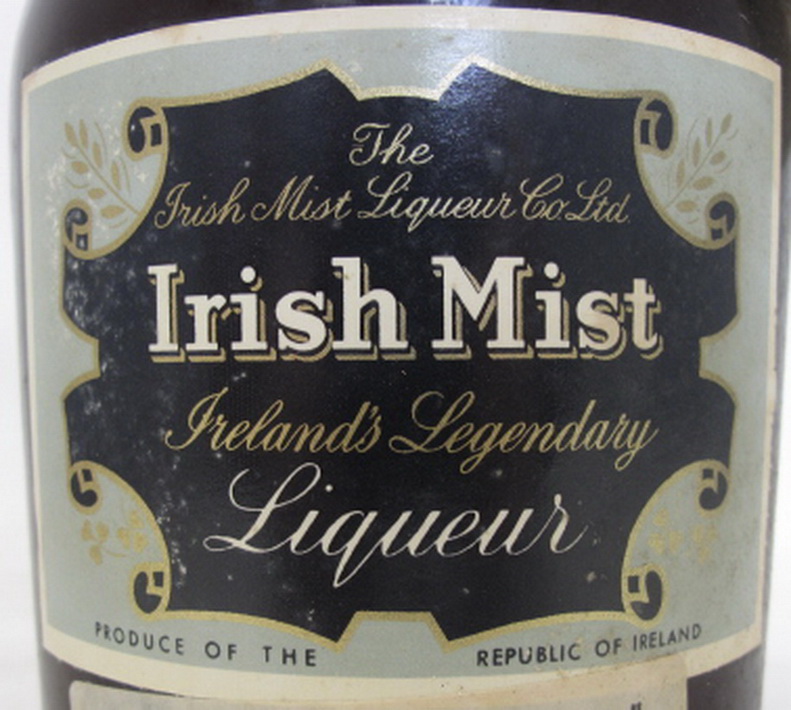 The
Irish Mist Liqueur Co. Ltd.
Irish Mist
Ireland's Legendary
Liqueur
PRODUCE OF THE REPUBLIC OF IRELAND